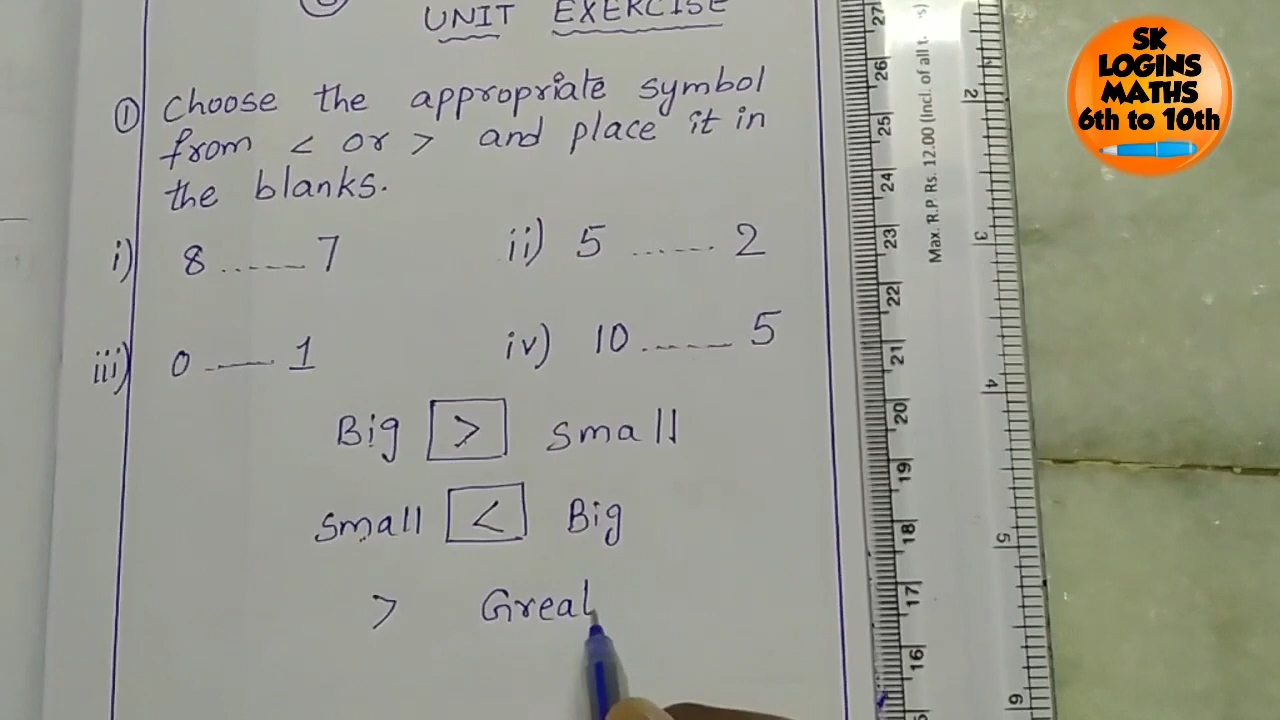 UNIT EXERCISE
① Choose the appropriate symbol
from < or > and place it in
the blanks.
i) 8 ...... 7 ii) 5 ...... 2
iii) 0 ...... 1 iv) 10 ...... 5
Big > Small
Small < Big
> Great
SK
LOGINS
MATHS
6th to 10th
Max. R.P Rs. 12.00 (Incl. of all
27
26
25
24
23
22
21
20
19
18
17
16
2
3
4
5
6